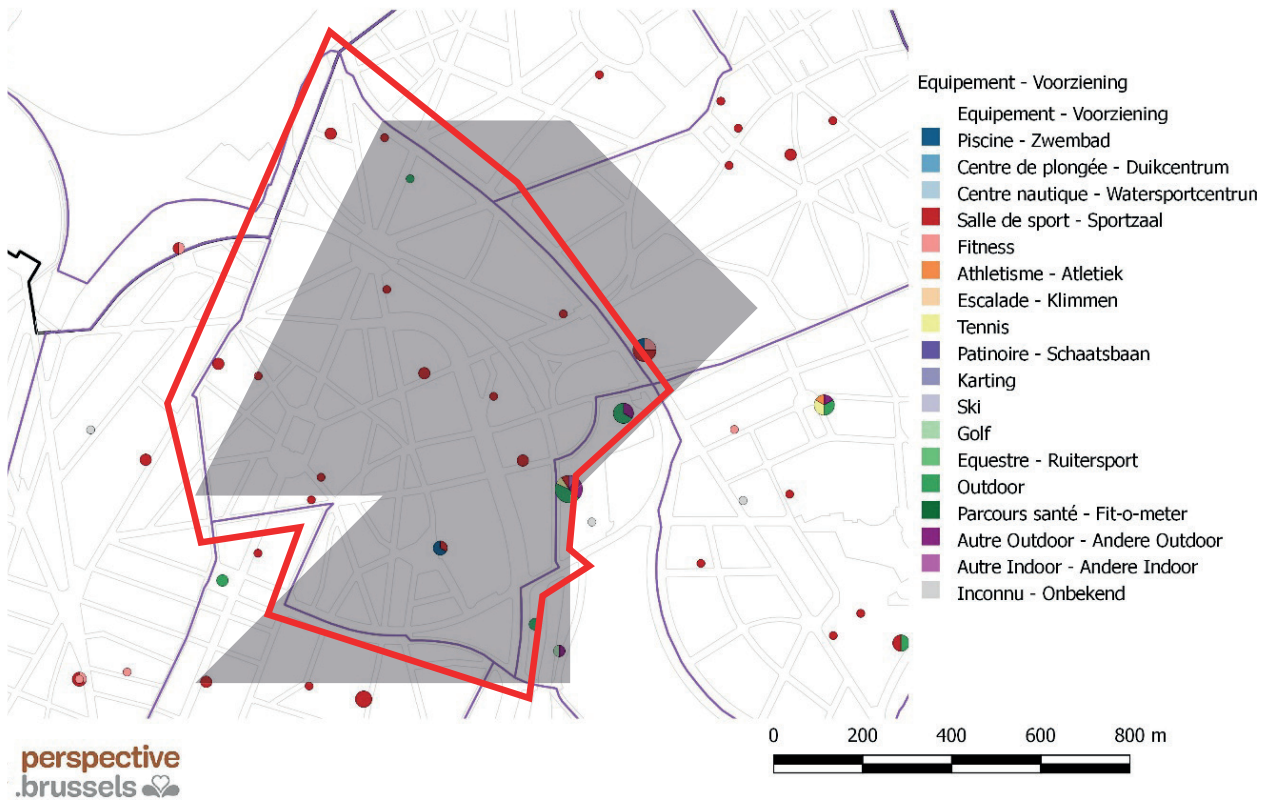 Equipement - Voorziening
Equipement - Voorziening
Piscine - Zwembad
Centre de plongée - Duikcentrum
Centre nautique - Watersportcentrun
Salle de sport - Sportzaal
Fitness
Athletisme - Atletiek
Escalade - Klimmen
Tennis
Patinoire - Schaatsbaan
Karting
Ski
Golf
Equestre - Ruitersport
Outdoor
Parcours santé - Fit-o-meter
Autre Outdoor - Andere Outdoor
Autre Indoor - Andere Indoor
Inconnu - Onbekend
0 200 400 600 800 m
perspective
.brussels